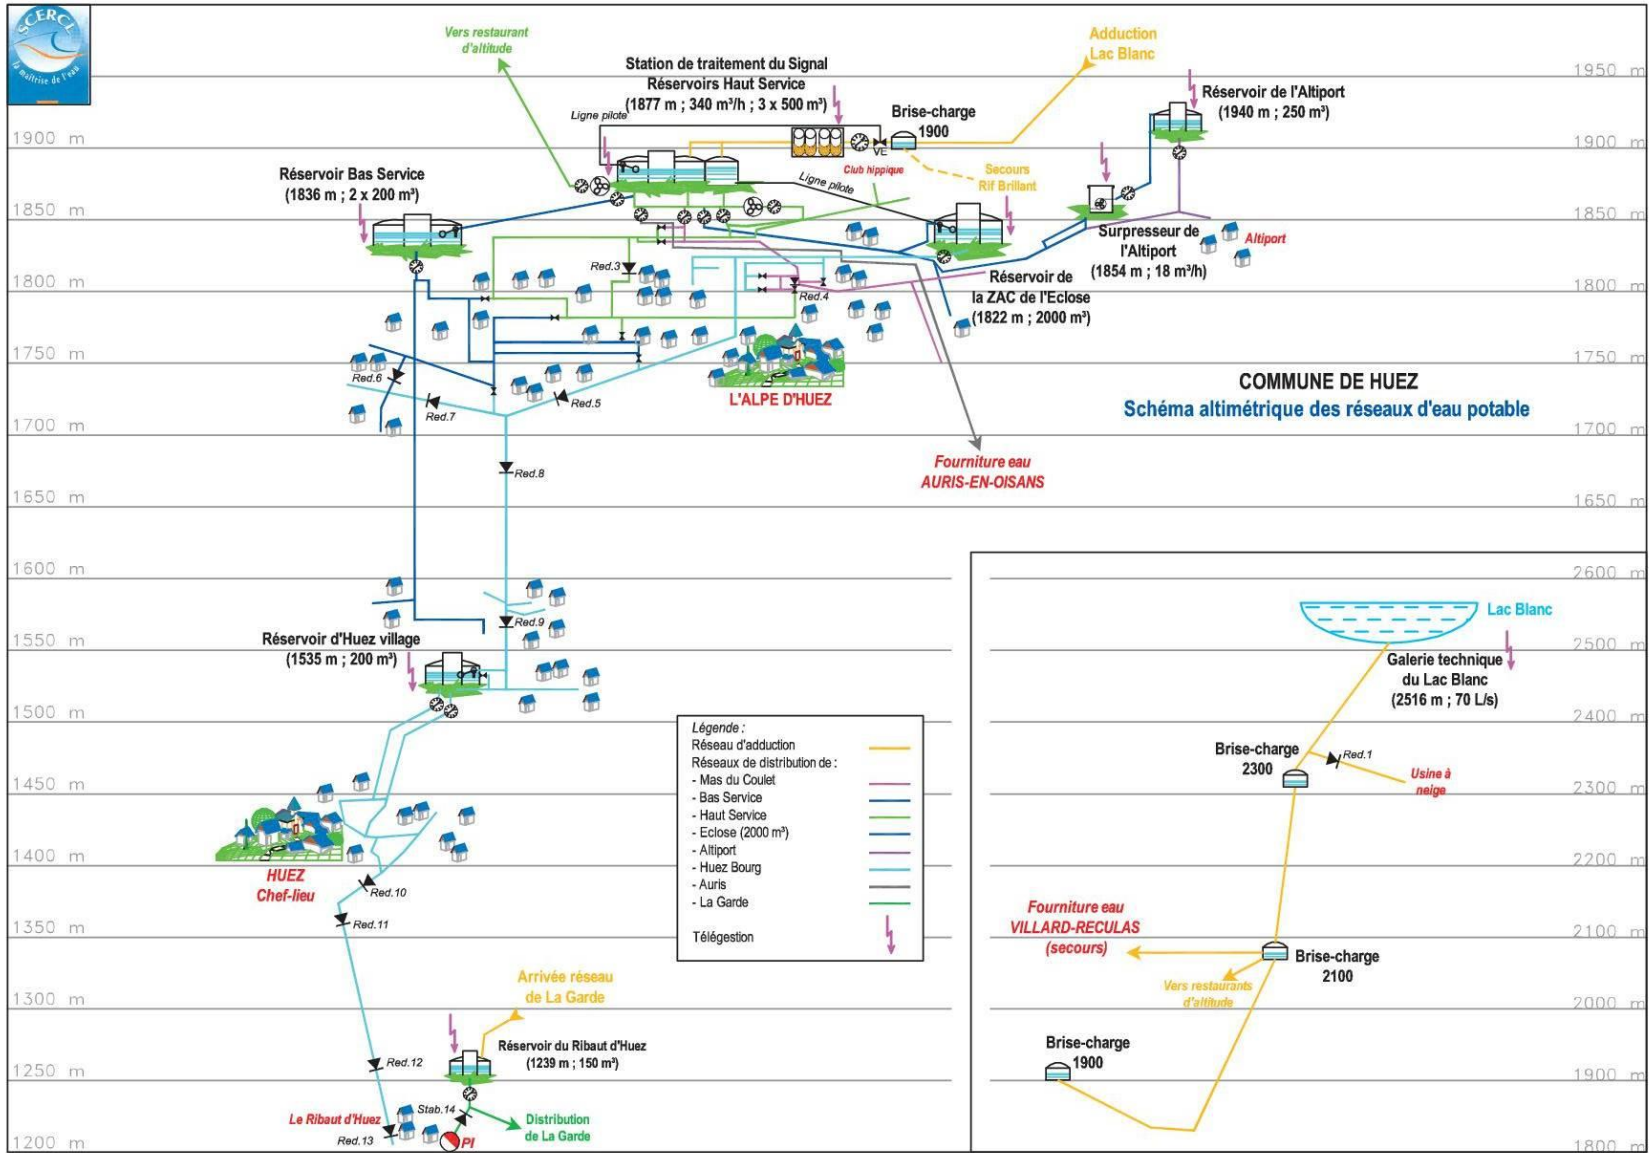 SCERCL
la maîtrise de l'eau
Vers restaurant
d'altitude
Station de traitement du Signal
Réservoirs Haut Service
(1877 m ; 340 m³/h ; 3 x 500 m³)
Ligne pilote
Adduction
Lac Blanc
Brise-charge
1900
VE
Club hippique
Secours
Rif Brillant
Ligne pilote
Réservoir de l'Altiport
(1940 m ; 250 m³)
1950 m
1900 m
1900 m
Réservoir Bas Service
(1836 m ; 2 x 200 m³)
1850 m
1850 m
Surpresseur de
l'Altiport
(1854 m ; 18 m³/h)
Altiport
Réservoir de
la ZAC de l'Eclose
(1822 m ; 2000 m³)
Red.3
Red.4
1800 m
1800 m
1750 m
1750 m
Red.6
Red.7
Red.5
L'ALPE D'HUEZ
COMMUNE DE HUEZ
Schéma altimétrique des réseaux d'eau potable
1700 m
1700 m
Red.8
Fourniture eau
AURIS-EN-OISANS
1650 m
1650 m
1600 m
Red.9
1550 m
Réservoir d'Huez village
(1535 m ; 200 m³)
1500 m
1450 m
1400 m
HUEZ
Chef-lieu
Red.10
Red.11
1350 m
1300 m
Arrivée réseau
de La Garde
Réservoir du Ribaut d'Huez
(1239 m ; 150 m³)
Red.12
1250 m
Le Ribaut d'Huez
Red.13
Stab.14
PI
Distribution
de La Garde
1200 m
Légende :
Réseau d'adduction
Réseaux de distribution de :
- Mas du Coulet
- Bas Service
- Haut Service
- Eclose (2000 m³)
- Altiport
- Huez Bourg
- Auris
- La Garde
Télégestion
2600 m
Lac Blanc
2500 m
Galerie technique
du Lac Blanc
(2516 m ; 70 L/s)
2400 m
Brise-charge
2300
Red.1
Usine à
neige
2300 m
2200 m
Fourniture eau
VILLARD-RECULAS
(secours)
2100 m
Brise-charge
2100
Vers restaurants
d'altitude
2000 m
Brise-charge
1900
1900 m
1800 m